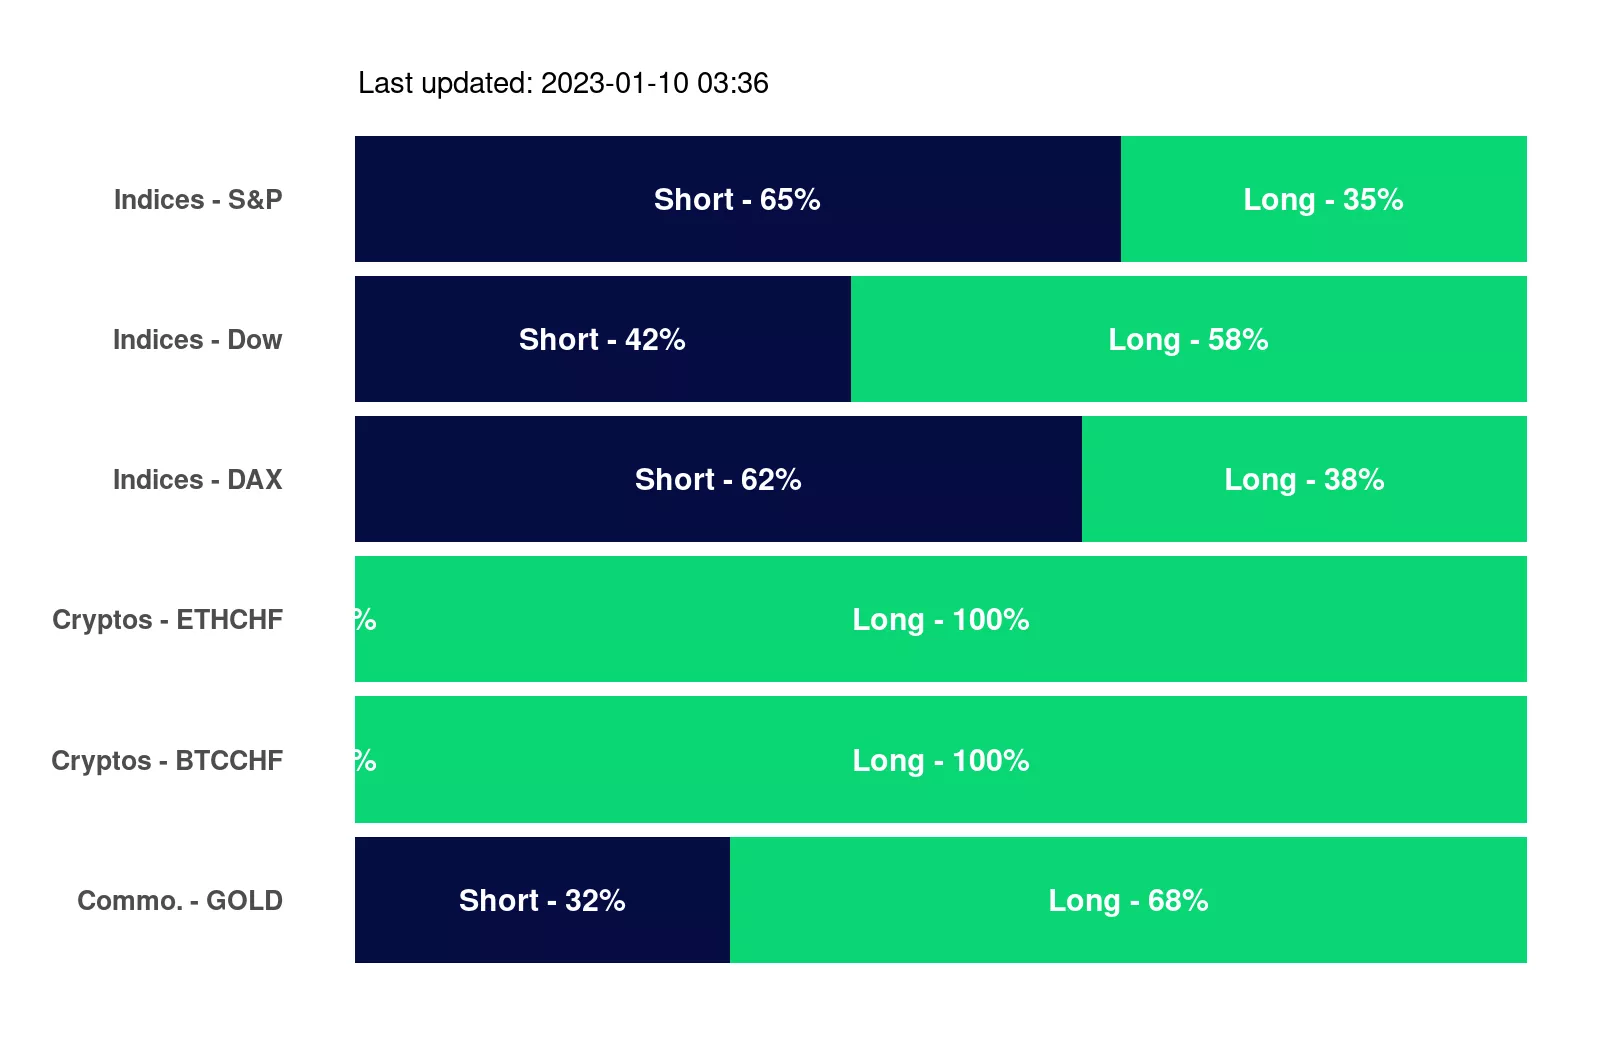 Last updated: 2023-01-10 03:36
Indices - S&P
Short - 65%
Long - 35%
Indices - Dow
Short - 42%
Long - 58%
Indices - DAX
Short - 62%
Long - 38%
Cryptos - ETHCHF
%
Long - 100%
Cryptos - BTCCHF
%
Long - 100%
Commo. - GOLD
Short - 32%
Long - 68%